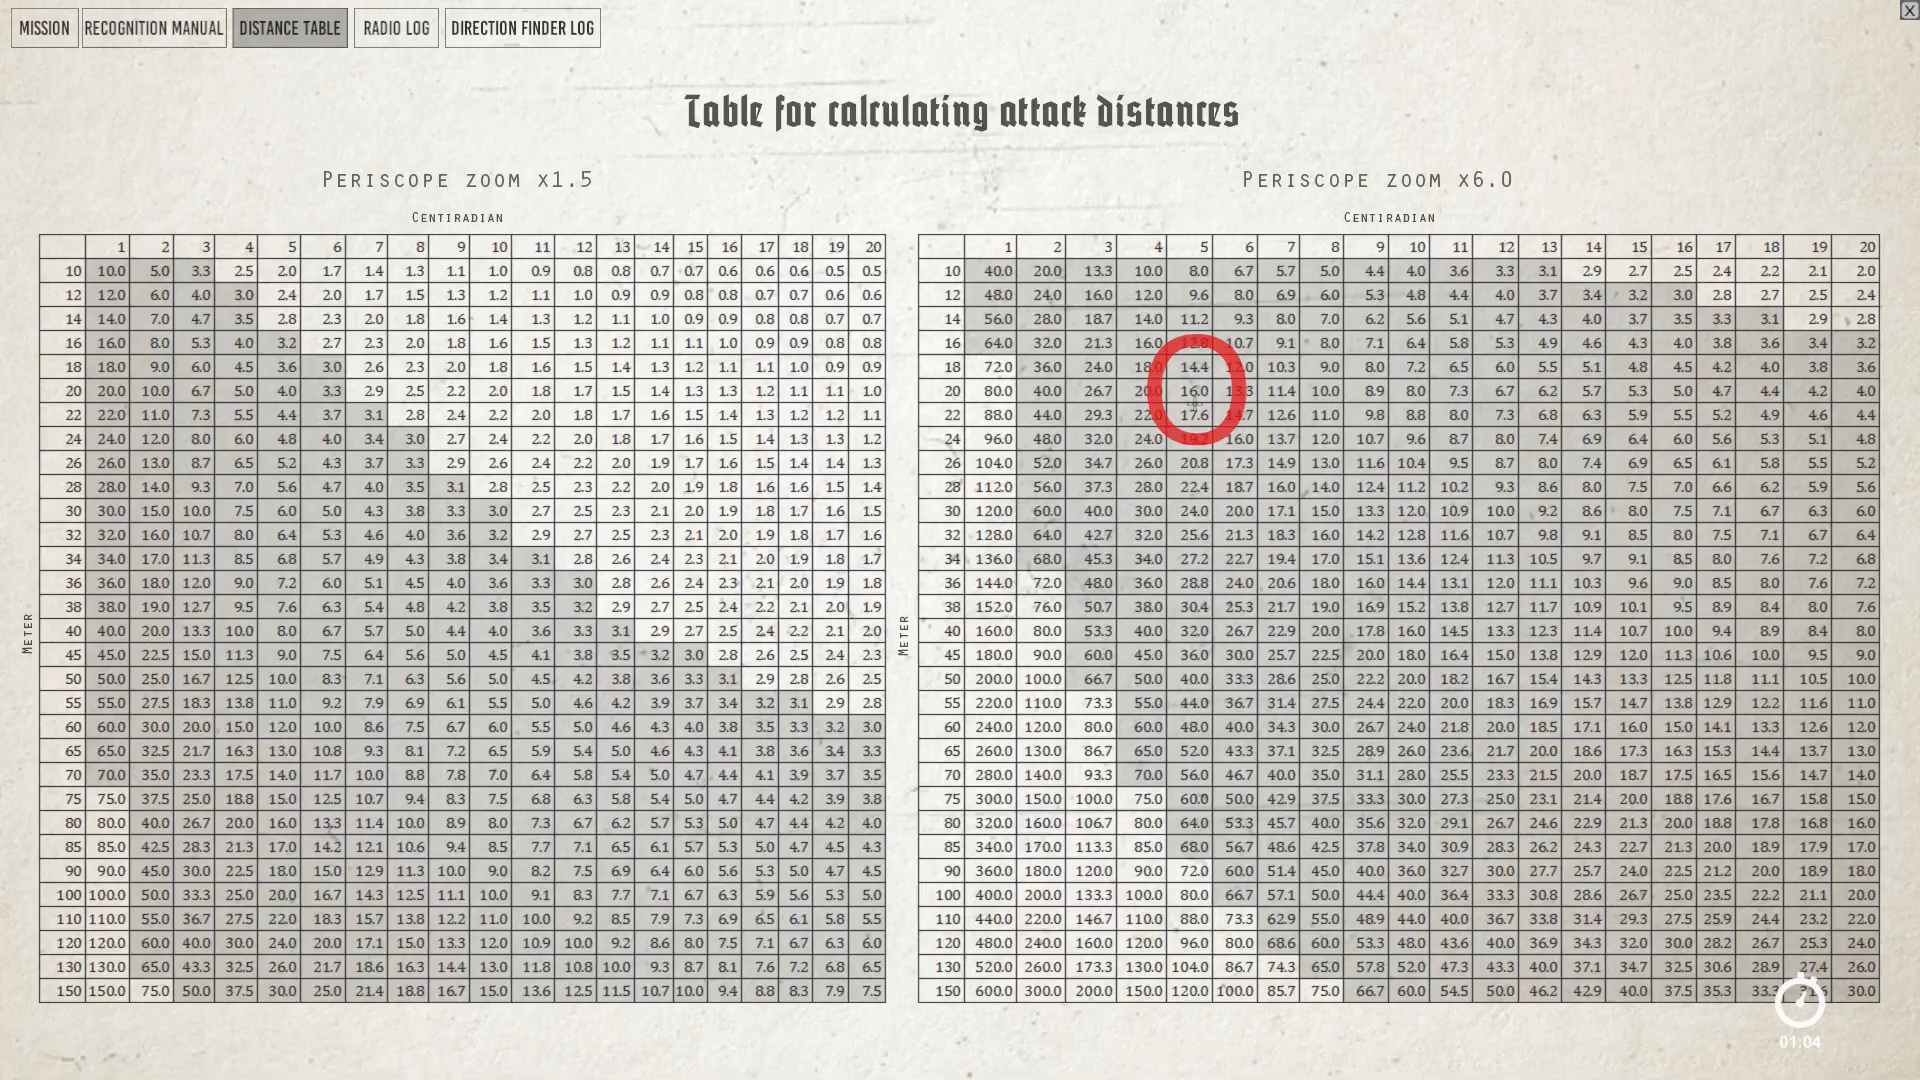 MISSION RECOGNITION MANUAL DISTANCE TABLE RADIO LOG DIRECTION FINDER LOG X
Table for calculating attack distances
Periscope zoom x1.5
Centiradian
Meter
1 2 3 4 5 6 7 8 9 10 11 12 13 14 15 16 17 18 19 20
10 10.0 5.0 3.3 2.5 2.0 1.7 1.4 1.3 1.1 1.0 0.9 0.8 0.8 0.7 0.7 0.6 0.6 0.6 0.5 0.5
12 12.0 6.0 4.0 3.0 2.4 2.0 1.7 1.5 1.3 1.2 1.1 1.0 0.9 0.9 0.8 0.8 0.7 0.7 0.6 0.6
14 14.0 7.0 4.7 3.5 2.8 2.3 2.0 1.8 1.6 1.4 1.3 1.2 1.1 1.0 0.9 0.9 0.8 0.8 0.7 0.7
16 16.0 8.0 5.3 4.0 3.2 2.7 2.3 2.0 1.8 1.6 1.5 1.3 1.2 1.1 1.1 1.0 0.9 0.9 0.8 0.8
18 18.0 9.0 6.0 4.5 3.6 3.0 2.6 2.3 2.0 1.8 1.6 1.5 1.4 1.3 1.2 1.1 1.1 1.0 0.9 0.9
20 20.0 10.0 6.7 5.0 4.0 3.3 2.9 2.5 2.2 2.0 1.8 1.7 1.5 1.4 1.3 1.3 1.2 1.1 1.1 1.0
22 22.0 11.0 7.3 5.5 4.4 3.7 3.1 2.8 2.4 2.2 2.0 1.8 1.7 1.6 1.5 1.4 1.3 1.2 1.2 1.1
24 24.0 12.0 8.0 6.0 4.8 4.0 3.4 3.0 2.7 2.4 2.2 2.0 1.8 1.7 1.6 1.5 1.4 1.3 1.3 1.2
26 26.0 13.0 8.7 6.5 5.2 4.3 3.7 3.3 2.9 2.6 2.4 2.2 2.0 1.9 1.7 1.6 1.5 1.4 1.4 1.3
28 28.0 14.0 9.3 7.0 5.6 4.7 4.0 3.5 3.1 2.8 2.5 2.3 2.2 2.0 1.9 1.8 1.6 1.6 1.5 1.4
30 30.0 15.0 10.0 7.5 6.0 5.0 4.3 3.8 3.3 3.0 2.7 2.5 2.3 2.1 2.0 1.9 1.8 1.7 1.6 1.5
32 32.0 16.0 10.7 8.0 6.4 5.3 4.6 4.0 3.6 3.2 2.9 2.7 2.5 2.3 2.1 2.0 1.9 1.8 1.7 1.6
34 34.0 17.0 11.3 8.5 6.8 5.7 4.9 4.3 3.8 3.4 3.1 2.8 2.6 2.4 2.3 2.1 2.0 1.9 1.8 1.7
36 36.0 18.0 12.0 9.0 7.2 6.0 5.1 4.5 4.0 3.6 3.3 3.0 2.8 2.6 2.4 2.3 2.1 2.0 1.9 1.8
38 38.0 19.0 12.7 9.5 7.6 6.3 5.4 4.8 4.2 3.8 3.5 3.2 2.9 2.7 2.5 2.4 2.2 2.1 2.0 1.9
40 40.0 20.0 13.3 10.0 8.0 6.7 5.7 5.0 4.4 4.0 3.6 3.3 3.1 2.9 2.7 2.5 2.4 2.2 2.1 2.0
45 45.0 22.5 15.0 11.3 9.0 7.5 6.4 5.6 5.0 4.5 4.1 3.8 3.5 3.2 3.0 2.8 2.6 2.5 2.4 2.3
50 50.0 25.0 16.7 12.5 10.0 8.3 7.1 6.3 5.6 5.0 4.5 4.2 3.8 3.6 3.3 3.1 2.9 2.8 2.6 2.5
55 55.0 27.5 18.3 13.8 11.0 9.2 7.9 6.9 6.1 5.5 5.0 4.6 4.2 3.9 3.7 3.4 3.2 3.1 2.9 2.8
60 60.0 30.0 20.0 15.0 12.0 10.0 8.6 7.5 6.7 6.0 5.5 5.0 4.6 4.3 4.0 3.8 3.5 3.3 3.2 3.0
65 65.0 32.5 21.7 16.3 13.0 10.8 9.3 8.1 7.2 6.5 5.9 5.4 5.0 4.6 4.3 4.1 3.8 3.6 3.4 3.3
70 70.0 35.0 23.3 17.5 14.0 11.7 10.0 8.8 7.8 7.0 6.4 5.8 5.4 5.0 4.7 4.4 4.1 3.9 3.7 3.5
75 75.0 37.5 25.0 18.8 15.0 12.5 10.7 9.4 8.3 7.5 6.8 6.3 5.8 5.4 5.0 4.7 4.4 4.2 3.9 3.8
80 80.0 40.0 26.7 20.0 16.0 13.3 11.4 10.0 8.9 8.0 7.3 6.7 6.2 5.7 5.3 5.0 4.7 4.4 4.2 4.0
85 85.0 42.5 28.3 21.3 17.0 14.2 12.1 10.6 9.4 8.5 7.7 7.1 6.5 6.1 5.7 5.3 5.0 4.7 4.5 4.3
90 90.0 45.0 30.0 22.5 18.0 15.0 12.9 11.3 10.0 9.0 8.2 7.5 6.9 6.4 6.0 5.6 5.3 5.0 4.7 4.5
100 100.0 50.0 33.3 25.0 20.0 16.7 14.3 12.5 11.1 10.0 9.1 8.3 7.7 7.1 6.7 6.3 5.9 5.6 5.3 5.0
110 110.0 55.0 36.7 27.5 22.0 18.3 15.7 13.8 12.2 11.0 10.0 9.2 8.5 7.9 7.3 6.9 6.5 6.1 5.8 5.5
120 120.0 60.0 40.0 30.0 24.0 20.0 17.1 15.0 13.3 12.0 10.9 10.0 9.2 8.6 8.0 7.5 7.1 6.7 6.3 6.0
130 130.0 65.0 43.3 32.5 26.0 21.7 18.6 16.3 14.4 13.0 11.8 10.8 10.0 9.3 8.7 8.1 7.6 7.2 6.8 6.5
150 150.0 75.0 50.0 37.5 30.0 25.0 21.4 18.8 16.7 15.0 13.6 12.5 11.5 10.7 10.0 9.4 8.8 8.3 7.9 7.5
Periscope zoom x6.0
Centiradian
Meter
1 2 3 4 5 6 7 8 9 10 11 12 13 14 15 16 17 18 19 20
10 40.0 20.0 13.3 10.0 8.0 6.7 5.7 5.0 4.4 4.0 3.6 3.3 3.1 2.9 2.7 2.5 2.4 2.2 2.1 2.0
12 48.0 24.0 16.0 12.0 9.6 8.0 6.9 6.0 5.3 4.8 4.4 4.0 3.7 3.4 3.2 3.0 2.8 2.7 2.5 2.4
14 56.0 28.0 18.7 14.0 11.2 9.3 8.0 7.0 6.2 5.6 5.1 4.7 4.3 4.0 3.7 3.5 3.3 3.1 2.9 2.8
16 64.0 32.0 21.3 16.0 12.8 10.7 9.1 8.0 7.1 6.4 5.8 5.3 4.9 4.6 4.3 4.0 3.8 3.6 3.4 3.2
18 72.0 36.0 24.0 18.0 14.4 12.0 10.3 9.0 8.0 7.2 6.5 6.0 5.5 5.1 4.8 4.5 4.2 4.0 3.8 3.6
20 80.0 40.0 26.7 20.0 16.0 13.3 11.4 10.0 8.9 8.0 7.3 6.7 6.2 5.7 5.3 5.0 4.7 4.4 4.2 4.0
22 88.0 44.0 29.3 22.0 17.6 14.7 12.6 11.0 9.8 8.8 8.0 7.3 6.8 6.3 5.9 5.5 5.2 4.9 4.6 4.4
24 96.0 48.0 32.0 24.0 19.2 16.0 13.7 12.0 10.7 9.6 8.7 8.0 7.4 6.9 6.4 6.0 5.6 5.3 5.1 4.8
26 104.0 52.0 34.7 26.0 20.8 17.3 14.9 13.0 11.6 10.4 9.5 8.7 8.0 7.4 6.9 6.5 6.1 5.8 5.5 5.2
28 112.0 56.0 37.3 28.0 22.4 18.7 16.0 14.0 12.4 11.2 10.2 9.3 8.6 8.0 7.5 7.0 6.6 6.2 5.9 5.6
30 120.0 60.0 40.0 30.0 24.0 20.0 17.1 15.0 13.3 12.0 10.9 10.0 9.2 8.6 8.0 7.5 7.1 6.7 6.3 6.0
32 128.0 64.0 42.7 32.0 25.6 21.3 18.3 16.0 14.2 12.8 11.6 10.7 9.8 9.1 8.5 8.0 7.5 7.1 6.7 6.4
34 136.0 68.0 45.3 34.0 27.2 22.7 19.4 17.0 15.1 13.6 12.4 11.3 10.5 9.7 9.1 8.5 8.0 7.6 7.2 6.8
36 144.0 72.0 48.0 36.0 28.8 24.0 20.6 18.0 16.0 14.4 13.1 12.0 11.1 10.3 9.6 9.0 8.5 8.0 7.6 7.2
38 152.0 76.0 50.7 38.0 30.4 25.3 21.7 19.0 16.9 15.2 13.8 12.7 11.7 10.9 10.1 9.5 8.9 8.4 8.0 7.6
40 160.0 80.0 53.3 40.0 32.0 26.7 22.9 20.0 17.8 16.0 14.5 13.3 12.3 11.4 10.7 10.0 9.4 8.9 8.4 8.0
45 180.0 90.0 60.0 45.0 36.0 30.0 25.7 22.5 20.0 18.0 16.4 15.0 13.8 12.9 12.0 11.3 10.6 10.0 9.5 9.0
50 200.0 100.0 66.7 50.0 40.0 33.3 28.6 25.0 22.2 20.0 18.2 16.7 15.4 14.3 13.3 12.5 11.8 11.1 10.5 10.0
55 220.0 110.0 73.3 55.0 44.0 36.7 31.4 27.5 24.4 22.0 20.0 18.3 16.9 15.7 14.7 13.8 12.9 12.2 11.6 11.0
60 240.0 120.0 80.0 60.0 48.0 40.0 34.3 30.0 26.7 24.0 21.8 20.0 18.5 17.1 16.0 15.0 14.1 13.3 12.6 12.0
65 260.0 130.0 86.7 65.0 52.0 43.3 37.1 32.5 28.9 26.0 23.6 21.7 20.0 18.6 17.3 16.3 15.3 14.4 13.7 13.0
70 280.0 140.0 93.3 70.0 56.0 46.7 40.0 35.0 31.1 28.0 25.5 23.3 21.5 20.0 18.7 17.5 16.5 15.6 14.7 14.0
75 300.0 150.0 100.0 75.0 60.0 50.0 42.9 37.5 33.3 30.0 27.3 25.0 23.1 21.4 20.0 18.8 17.6 16.7 15.8 15.0
80 320.0 160.0 106.7 80.0 64.0 53.3 45.7 40.0 35.6 32.0 29.1 26.7 24.6 22.9 21.3 20.0 18.8 17.8 16.8 16.0
85 340.0 170.0 113.3 85.0 68.0 56.7 48.6 42.5 37.8 34.0 30.9 28.3 26.2 24.3 22.7 21.3 20.0 18.9 17.9 17.0
90 360.0 180.0 120.0 90.0 72.0 60.0 51.4 45.0 40.0 36.0 32.7 30.0 27.7 25.7 24.0 22.5 21.2 20.0 18.9 18.0
100 400.0 200.0 133.3 100.0 80.0 66.7 57.1 50.0 44.4 40.0 36.4 33.3 30.8 28.6 26.7 25.0 23.5 22.2 21.1 20.0
110 440.0 220.0 146.7 110.0 88.0 73.3 62.9 55.0 48.9 44.0 40.0 36.7 33.8 31.4 29.3 27.5 25.9 24.4 23.2 22.0
120 480.0 240.0 160.0 120.0 96.0 80.0 68.6 60.0 53.3 48.0 43.6 40.0 36.9 34.3 32.0 30.0 28.2 26.7 25.3 24.0
130 520.0 260.0 173.3 130.0 104.0 86.7 74.3 65.0 57.8 52.0 47.3 43.3 40.0 37.1 34.7 32.5 30.6 28.9 27.4 26.0
150 600.0 300.0 200.0 150.0 120.0 100.0 85.7 75.0 66.7 60.0 54.5 50.0 46.2 42.9 40.0 37.5 35.3 33.3 30.0
01:04